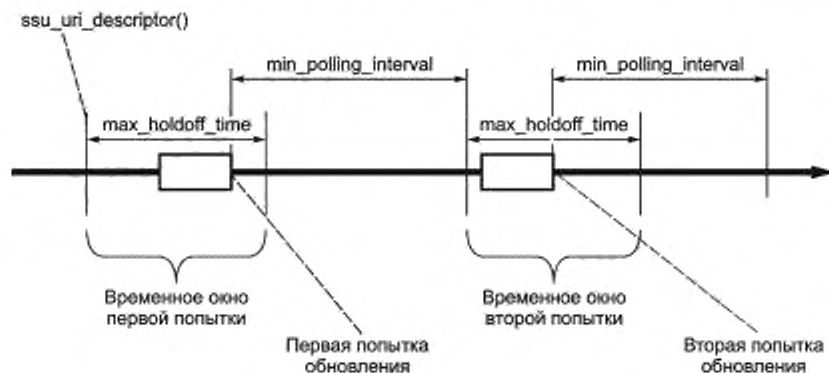 ssu_uri_descriptor()
min_polling_interval
min_polling_interval
max_holdoff_time
max_holdoff_time
Временное окно
первой попытки
Временное окно
второй попытки
Первая попытка
обновления
Вторая попытка
обновления